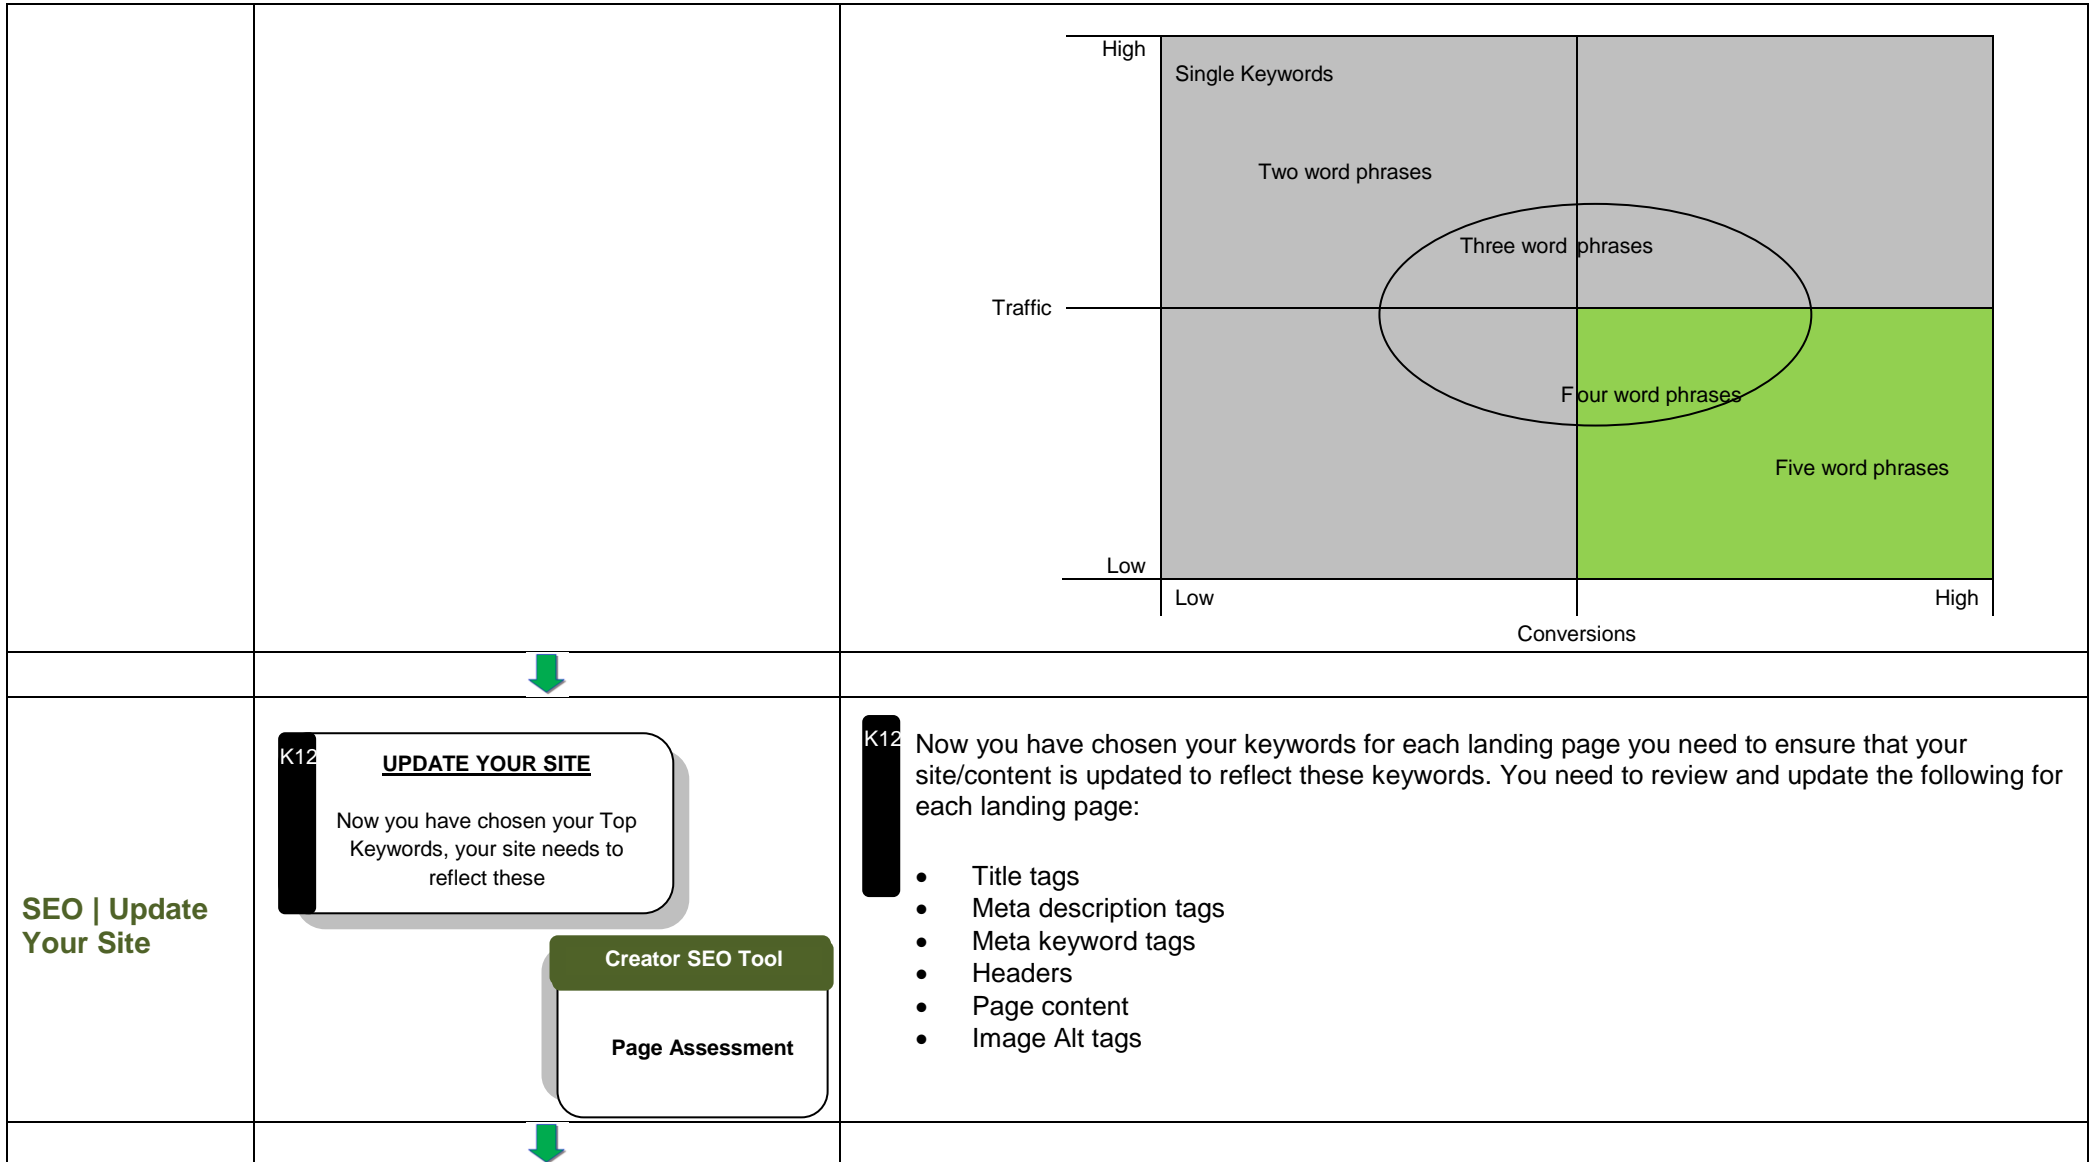 High
Single Keywords
Two word phrases
Three word phrases
Traffic
Four word phrases
Five word phrases
Low
Low
High
Conversions
SEO | Update
Your Site
K12
UPDATE YOUR SITE
Now you have chosen your Top
Keywords, your site needs to
reflect these
Creator SEO Tool
Page Assessment
K12
Now you have chosen your keywords for each landing page you need to ensure that your
site/content is updated to reflect these keywords. You need to review and update the following for
each landing page:
• Title tags
• Meta description tags
• Meta keyword tags
• Headers
• Page content
• Image Alt tags